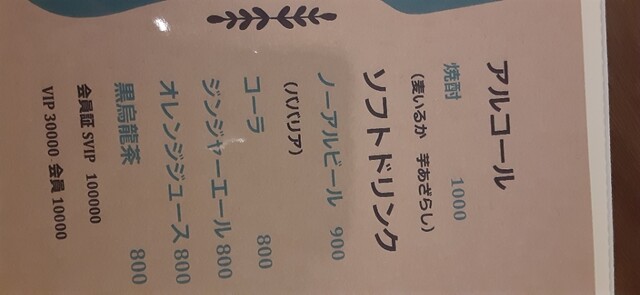 アルコール
焼酎 1000
(麦いるか 芋あざらし)
ソフトドリンク
ノーアルビール 900
(ババリア)
コーラ 800
ジンジャーエール 800
オレンジジュース 800
黒烏龍茶 800
会員証 SVIP 100000
VIP 30000 会員 10000